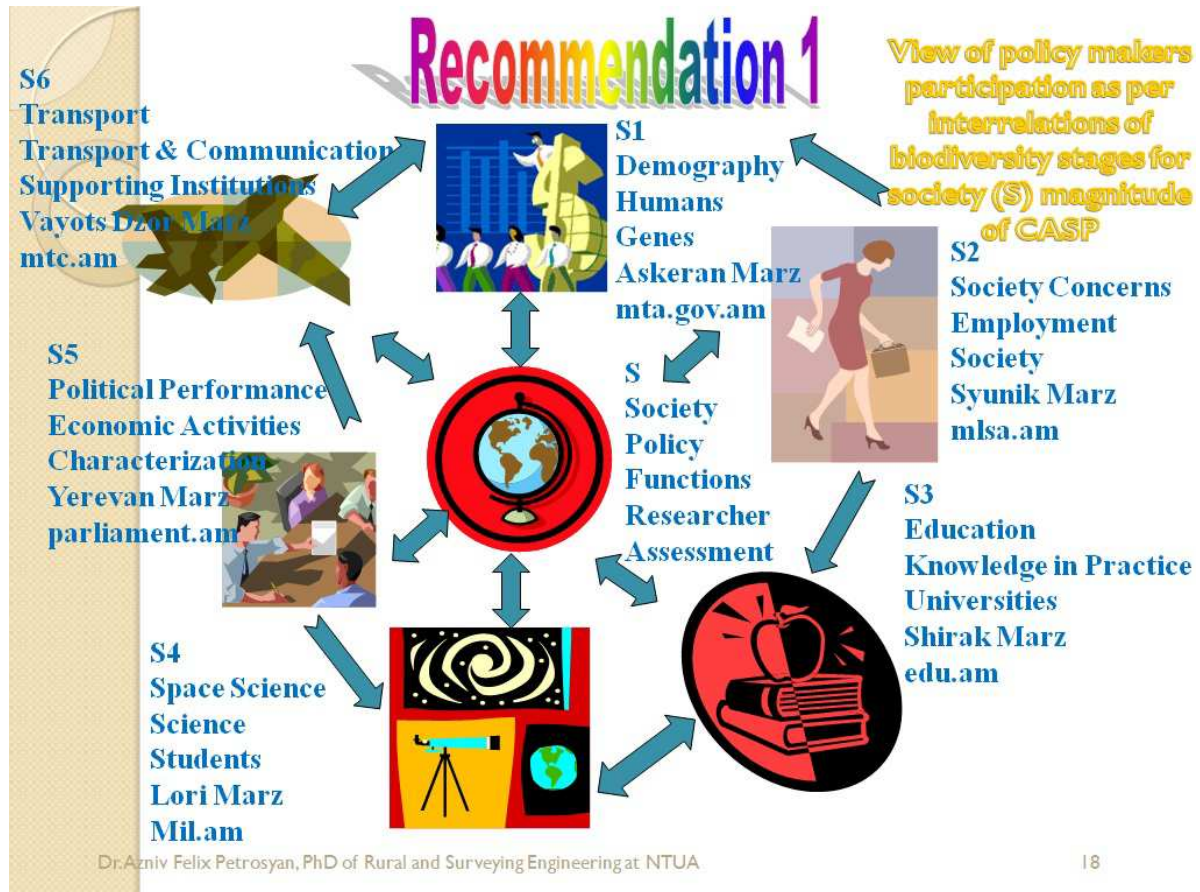 Recommendation 1
View of policy makers
participation as per
interrelations of
biodiversity stages for
society (S) magnitude
of CASP
S6
Transport
Transport & Communication
Supporting Institutions
Vayots Dzor Marz
mtc.am
S1
Demography
Humans
Genes
Askeran Marz
mta.gov.am
S2
Society Concerns
Employment
Society
Syunik Marz
mlsa.am
S5
Political Performance
Economic Activities
Characterization
Yerevan Marz
parliament.am
S
Society
Policy
Functions
Researcher
Assessment
S3
Education
Knowledge in Practice
Universities
Shirak Marz
edu.am
S4
Space Science
Science
Students
Lori Marz
Mil.am
Dr.Azniv Felix Petrosyan, PhD of Rural and Surveying Engineering at NTUA
18